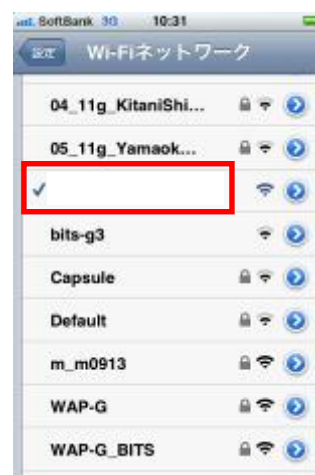 SoftBank 3G 10:31
設定 Wi-Fiネットワーク
04_11g_KitaniShi...
05_11g_Yamaok...
bits-g3
Capsule
Default
m_m0913
WAP-G
WAP-G_BITS